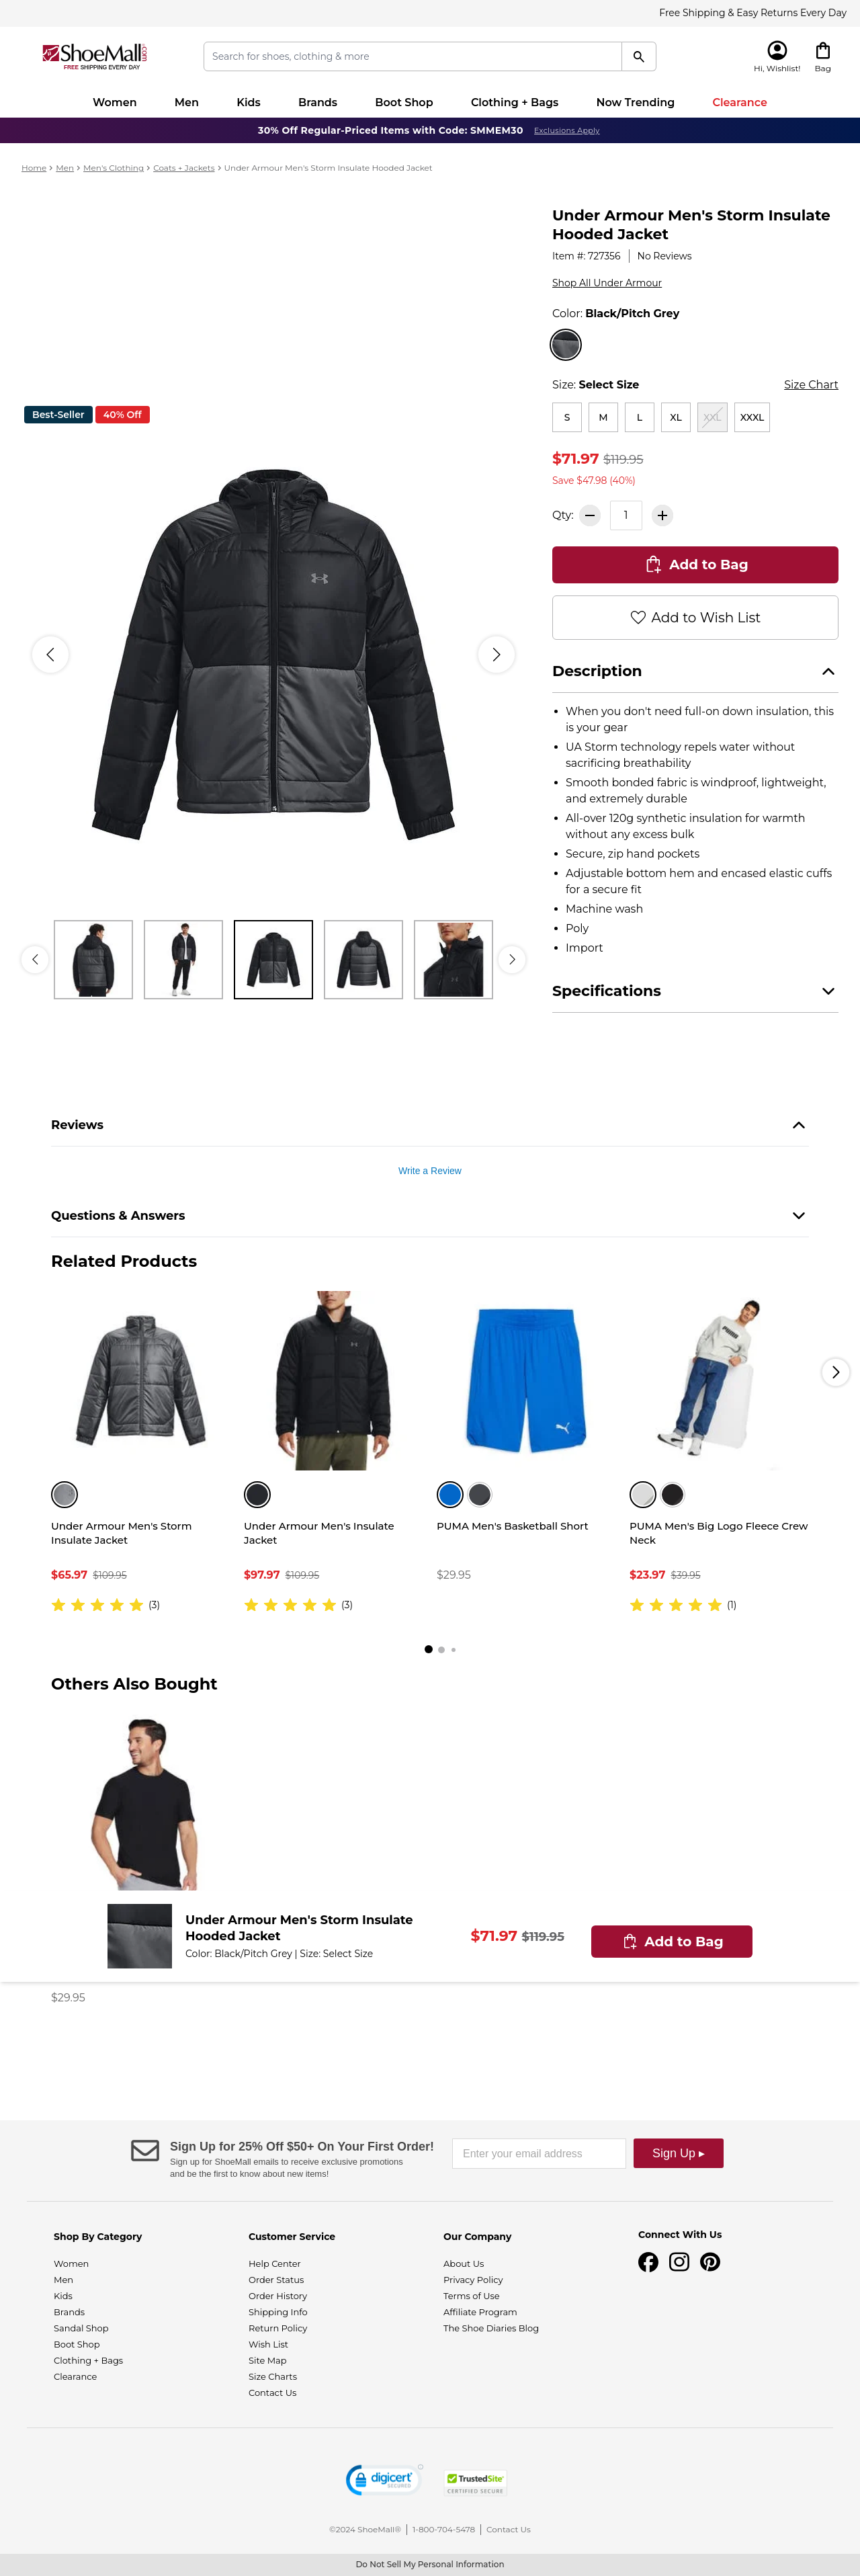 Free Shipping & Easy Returns Every Day
ShoeMall.com
FREE SHIPPING EVERY DAY
Search for shoes, clothing & more
Hi, Wishlist!
Bag
Women Men Kids Brands Boot Shop Clothing + Bags Now Trending Clearance
30% Off Regular-Priced Items with Code: SMMEM30 Exclusions Apply
Home > Men > Men's Clothing > Coats + Jackets > Under Armour Men's Storm Insulate Hooded Jacket
Best-Seller 40% Off
Under Armour Men's Storm Insulate
Hooded Jacket
Item #: 727356 | No Reviews
Shop All Under Armour
Color: Black/Pitch Grey
Size: Select Size Size Chart
S M L XL XXL XXXL
$71.97 $119.95
Save $47.98 (40%)
Qty: 1
Add to Bag
Add to Wish List
Description
• When you don't need full-on down insulation, this
is your gear
• UA Storm technology repels water without
sacrificing breathability
• Smooth bonded fabric is windproof, lightweight,
and extremely durable
• All-over 120g synthetic insulation for warmth
without any excess bulk
• Secure, zip hand pockets
• Adjustable bottom hem and encased elastic cuffs
for a secure fit
• Machine wash
• Poly
• Import
Specifications
Reviews
Write a Review
Questions & Answers
Related Products
Under Armour Men's Storm
Insulate Jacket
$65.97 $109.95
(3)
Under Armour Men's Insulate
Jacket
$97.97 $109.95
(3)
PUMA Men's Basketball Short
$29.95
PUMA
PUMA Men's Big Logo Fleece Crew
Neck
$23.97 $39.95
(1)
Others Also Bought
Under Armour Men's Storm Insulate
Hooded Jacket
Color: Black/Pitch Grey | Size: Select Size
$71.97 $119.95
Add to Bag
$29.95
Sign Up for 25% Off $50+ On Your First Order!
Sign up for ShoeMall emails to receive exclusive promotions
and be the first to know about new items!
Enter your email address
Sign Up ▸
Shop By Category
Women
Men
Kids
Brands
Sandal Shop
Boot Shop
Clothing + Bags
Clearance
Customer Service
Help Center
Order Status
Order History
Shipping Info
Return Policy
Wish List
Site Map
Size Charts
Contact Us
Our Company
About Us
Privacy Policy
Terms of Use
Affiliate Program
The Shoe Diaries Blog
Connect With Us
digicert
SECURED
TrustedSite
CERTIFIED SECURE
©2024 ShoeMall® | 1-800-704-5478 | Contact Us
Do Not Sell My Personal Information